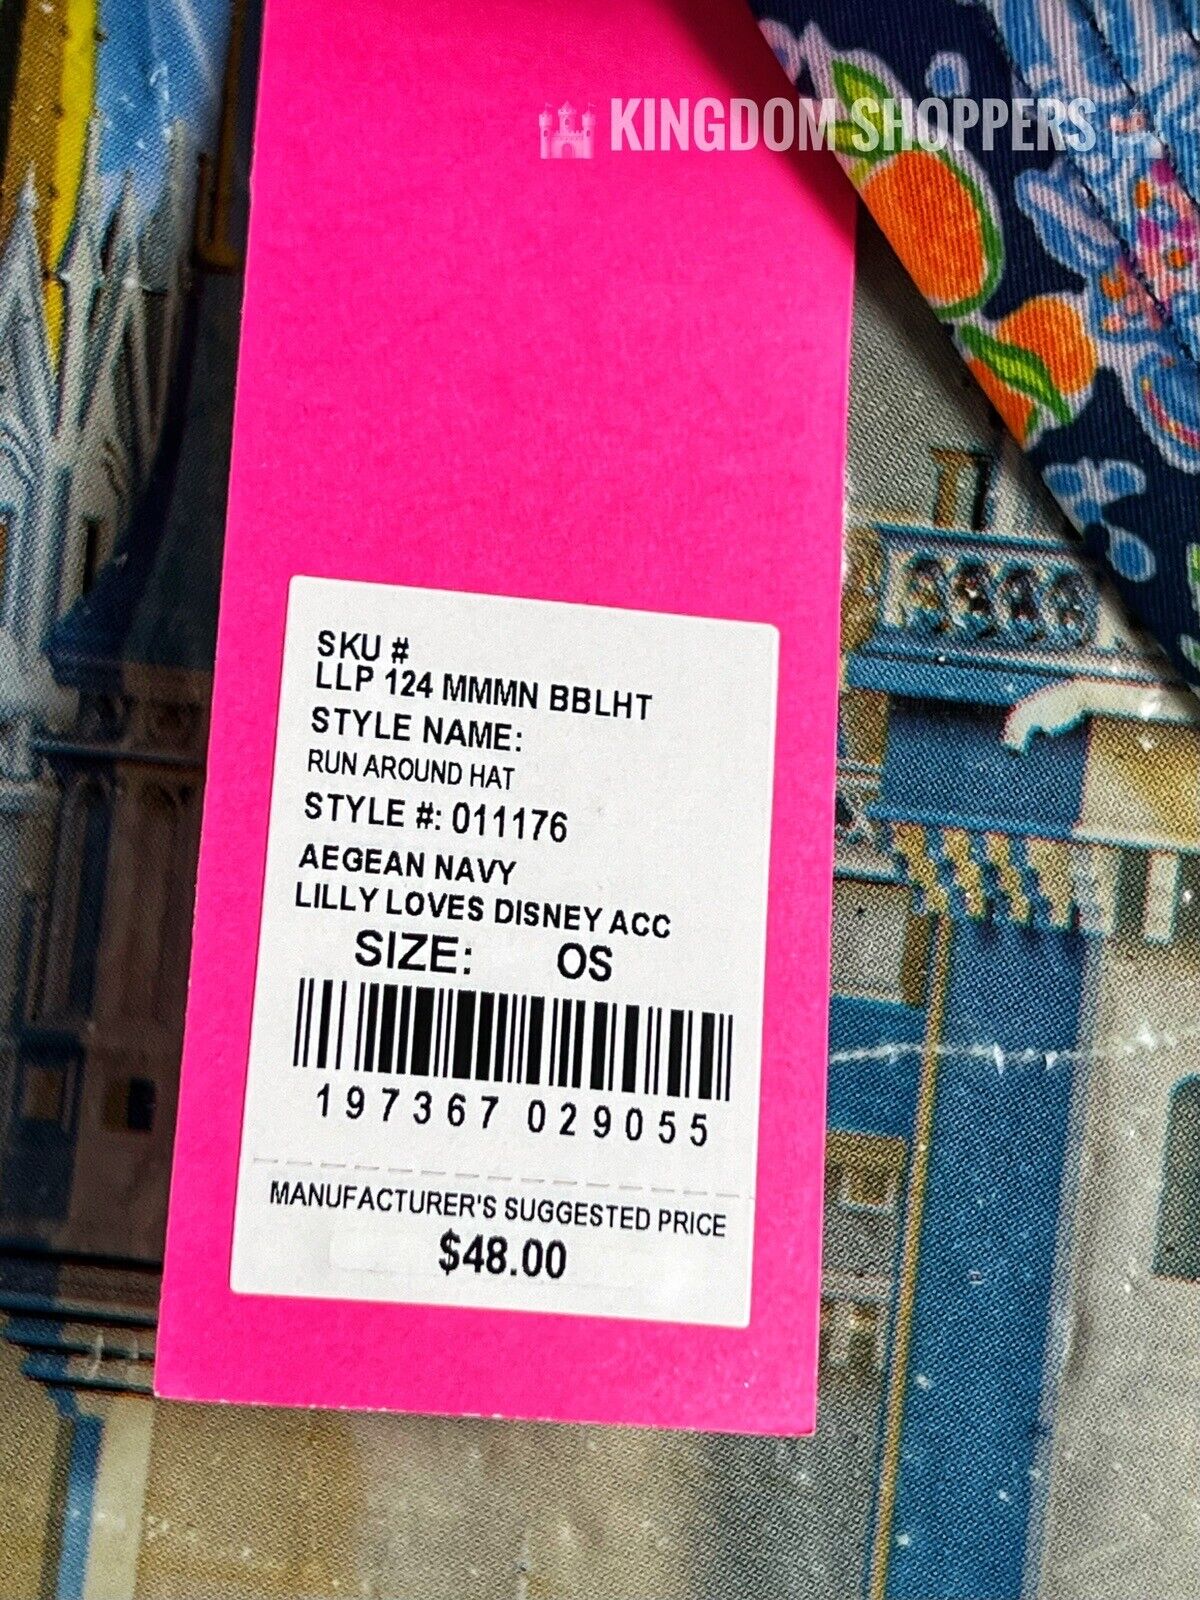 KINGDOM SHOPPERS
SKU #
LLP 124 MMMN BBLHT
STYLE NAME:
RUN AROUND HAT
STYLE #: 011176
AEGEAN NAVY
LILLY LOVES DISNEY ACC
SIZE: OS
197367 029055
MANUFACTURER'S SUGGESTED PRICE
$48.00